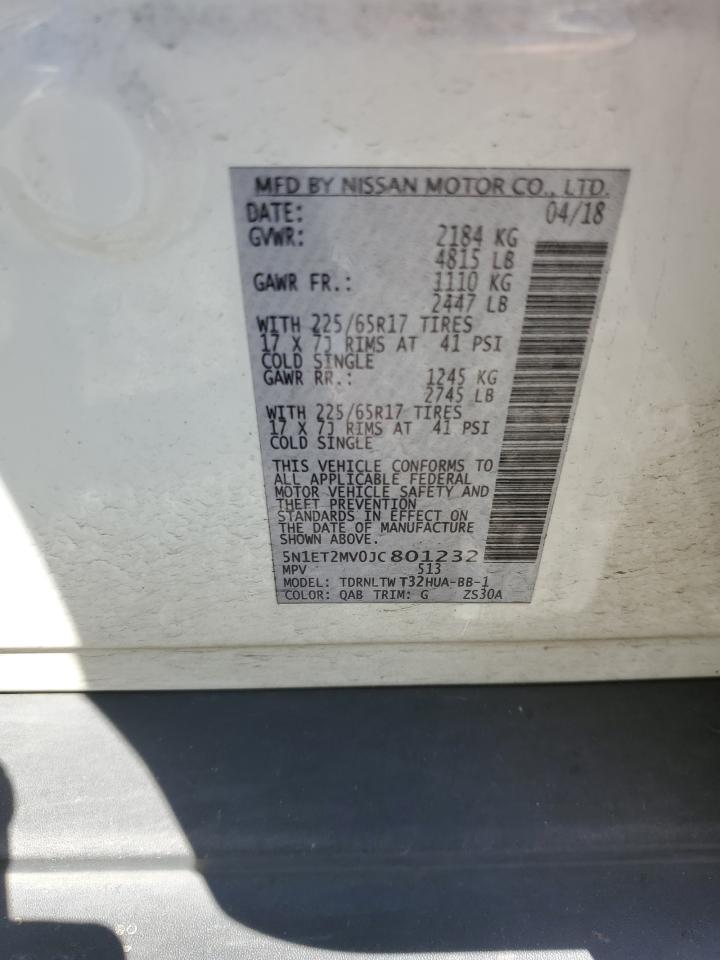 MFD BY NISSAN MOTOR CO., LTD.
DATE: 04/18
GVWR: 2184 KG
4815 LB
GAWR FR.: 1110 KG
2447 LB
WITH 225/65R17 TIRES
17 X 7J RIMS AT 41 PSI
COLD SINGLE
GAWR RR.: 1245 KG
2745 LB
WITH 225/65R17 TIRES
17 X 7J RIMS AT 41 PSI
COLD SINGLE
THIS VEHICLE CONFORMS TO
ALL APPLICABLE FEDERAL
MOTOR VEHICLE SAFETY AND
THEFT PREVENTION
STANDARDS IN EFFECT ON
THE DATE OF MANUFACTURE
SHOWN ABOVE.
5N1ET2MV0JC801232
MPV 513
MODEL: TDRNLTW T32HUA-BB-1
COLOR: QAB TRIM: G ZS30A